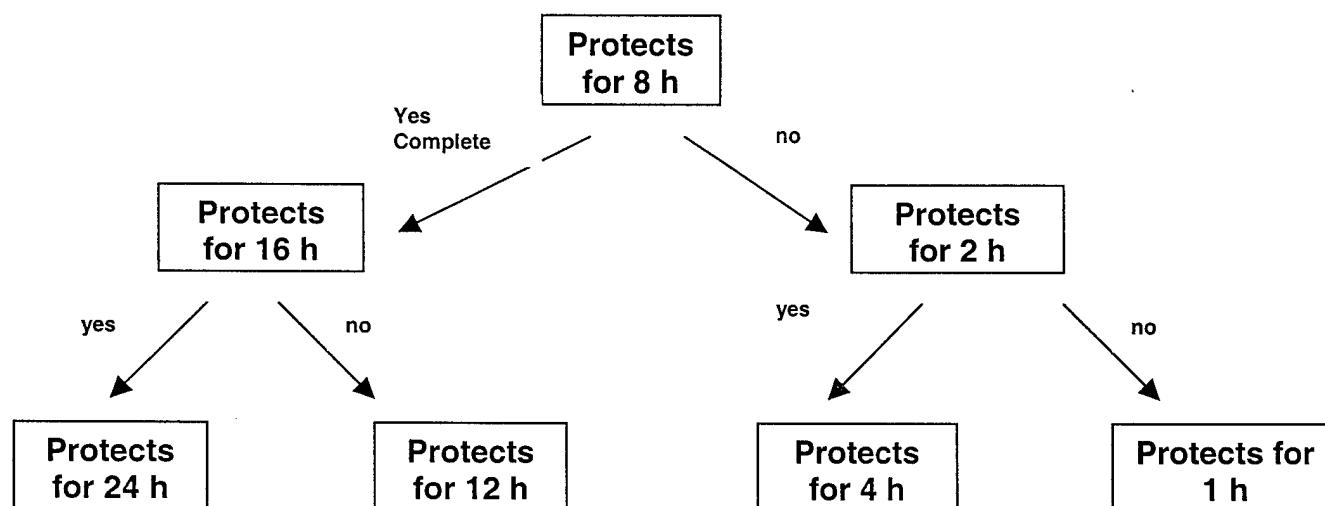 Protects
for 8 h
Yes
Complete
no
Protects
for 16 h
Protects
for 2 h
yes
no
yes
no
Protects
for 24 h
Protects
for 12 h
Protects
for 4 h
Protects for
1 h